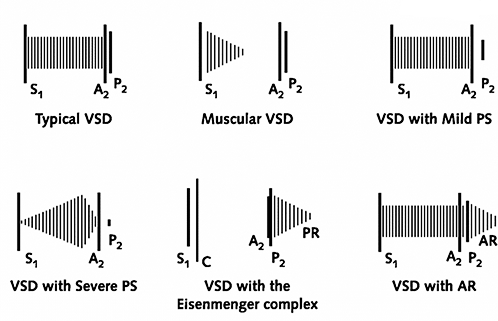 S1 A2 P2
Typical VSD
S1 A2 P2
Muscular VSD
S1 A2 P2
VSD with Mild PS
S1 A2 P2
VSD with Severe PS
S1 C A2 P2 PR
VSD with the
Eisenmenger complex
S1 A2 P2 AR
VSD with AR